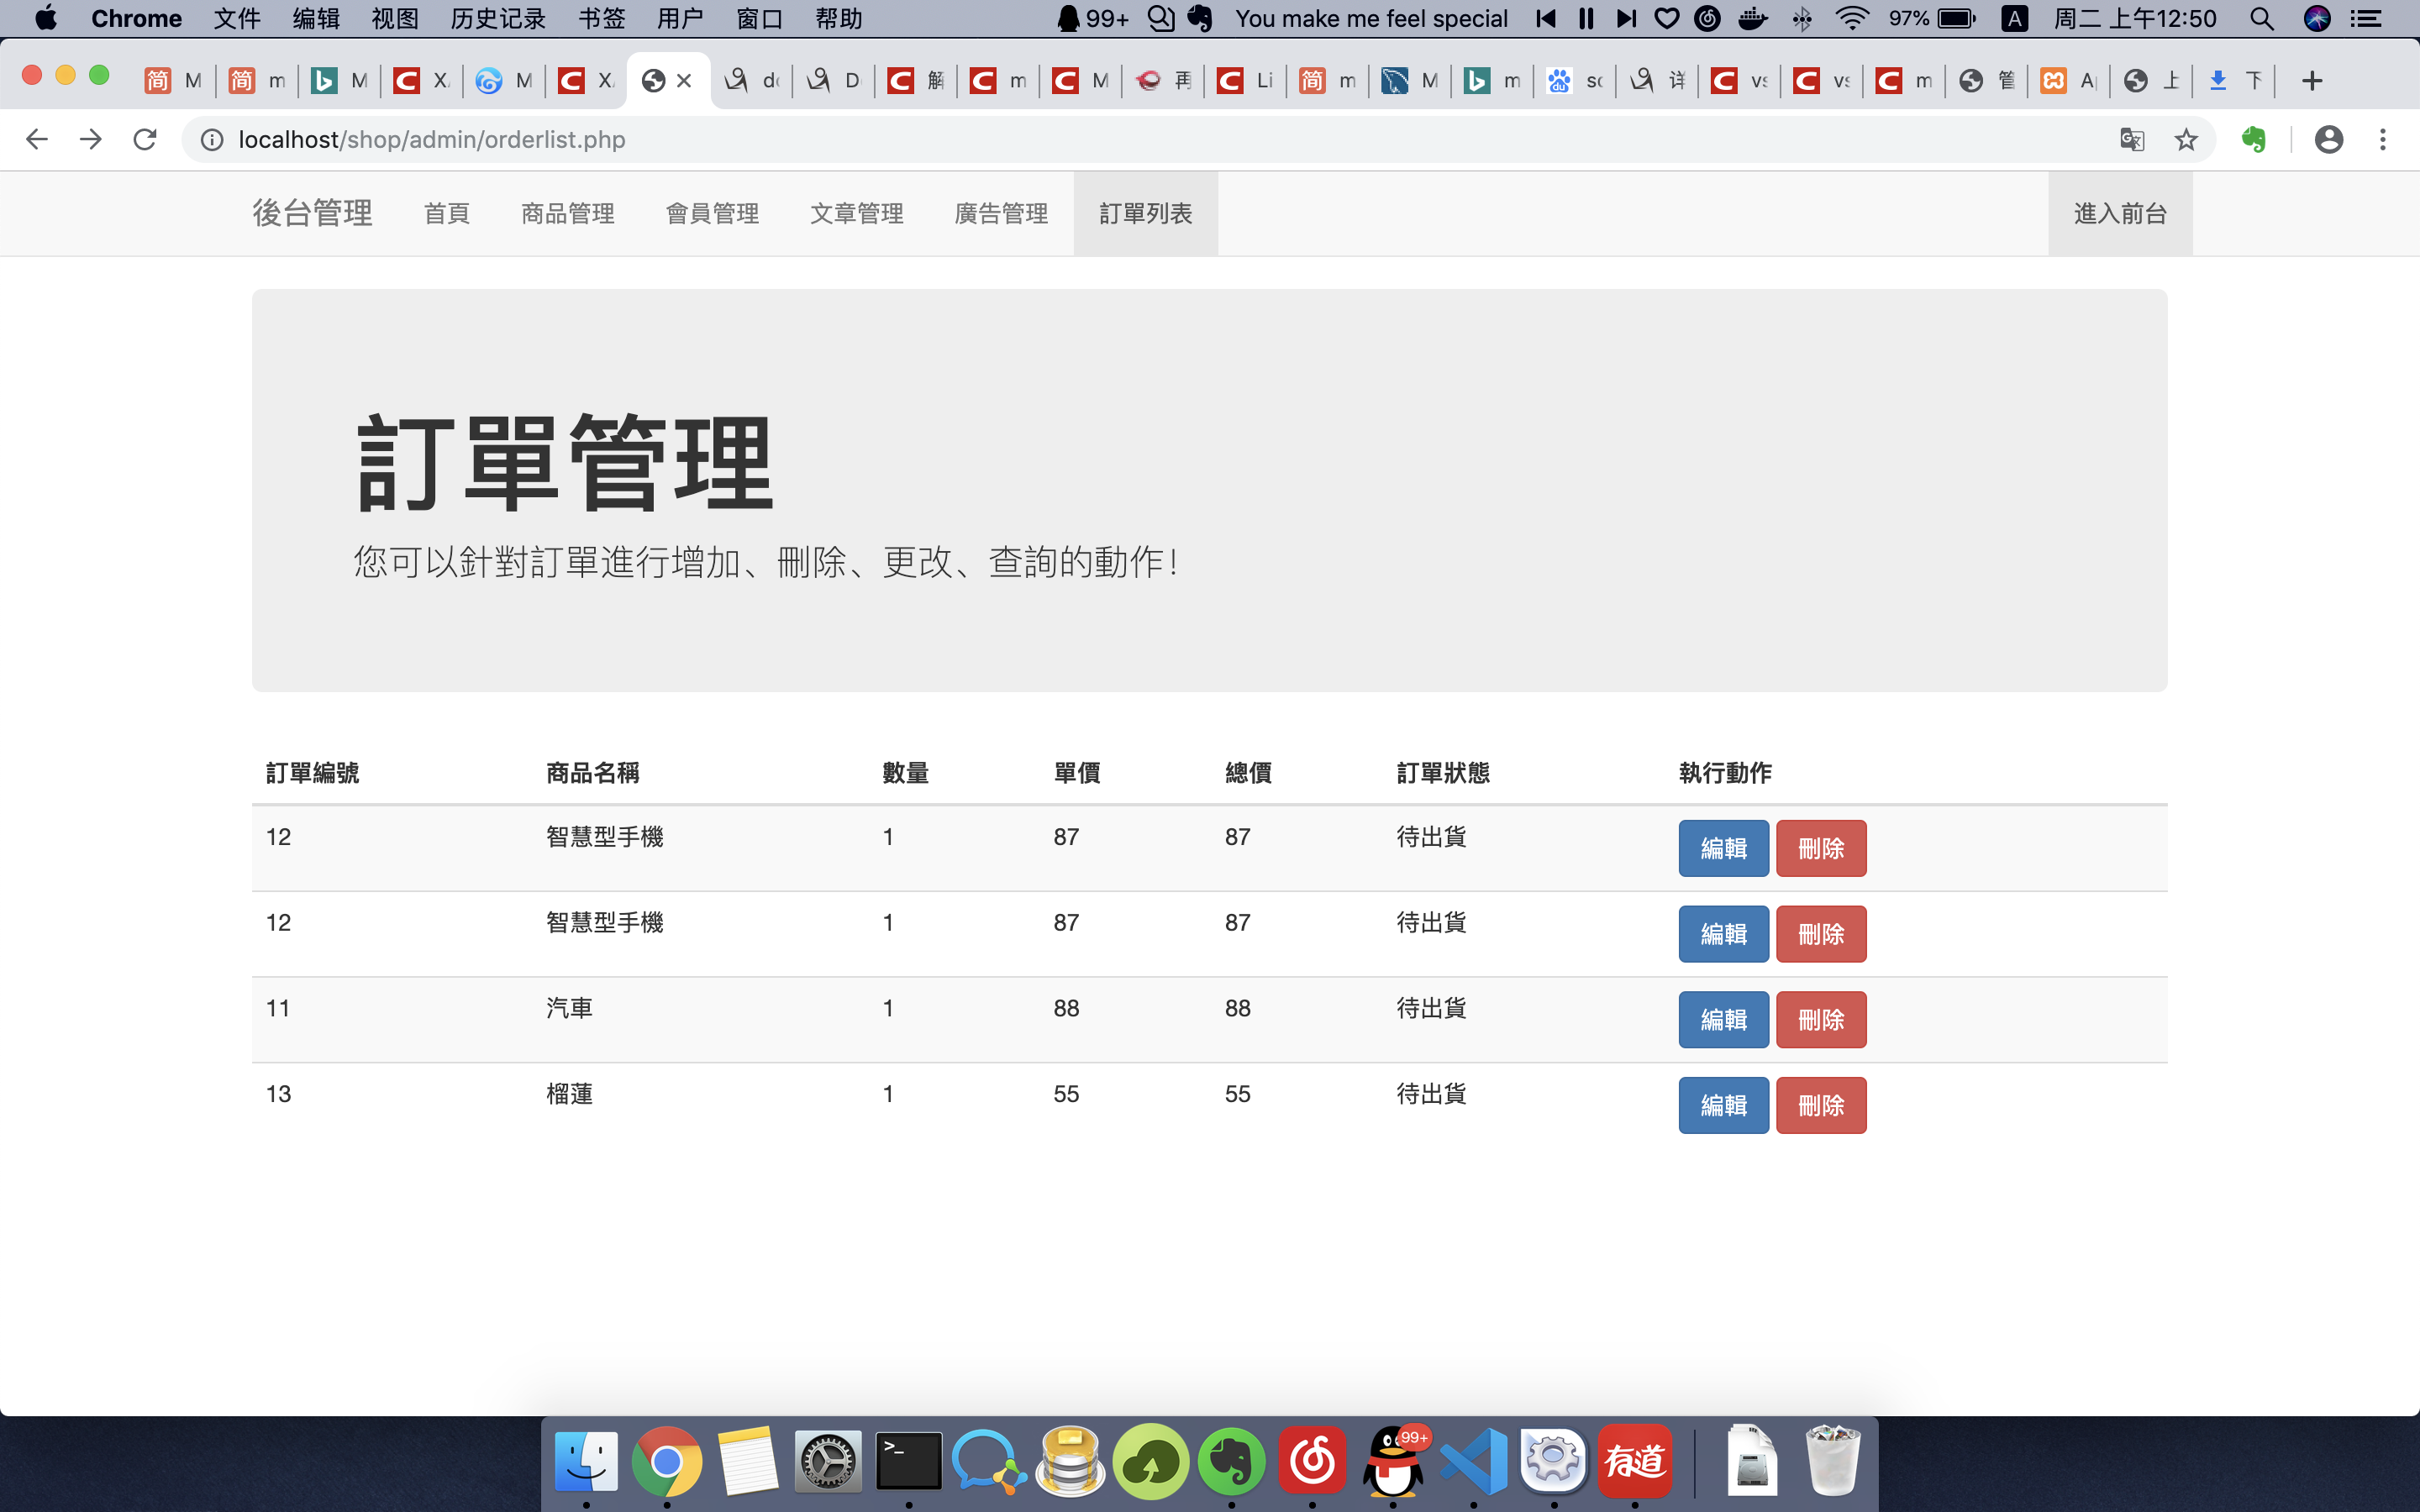 Chrome 文件 编辑 视图 历史记录 书签 用户 窗口 帮助 99+ You make me feel special 97% A 周二 上午12:50
简 M 简 m M X M X d D 解 m M 再 Li 简 m M m du sc 详 vs vs m 管 A 上 下
localhost/shop/admin/orderlist.php
後台管理 首頁 商品管理 會員管理 文章管理 廣告管理 訂單列表 進入前台
訂單管理
您可以針對訂單進行增加、刪除、更改、查詢的動作!
訂單編號 商品名稱 數量 單價 總價 訂單狀態 執行動作
12 智慧型手機 1 87 87 待出貨 編輯 刪除
12 智慧型手機 1 87 87 待出貨 編輯 刪除
11 汽車 1 88 88 待出貨 編輯 刪除
13 榴蓮 1 55 55 待出貨 編輯 刪除
>_ 99+ 有道